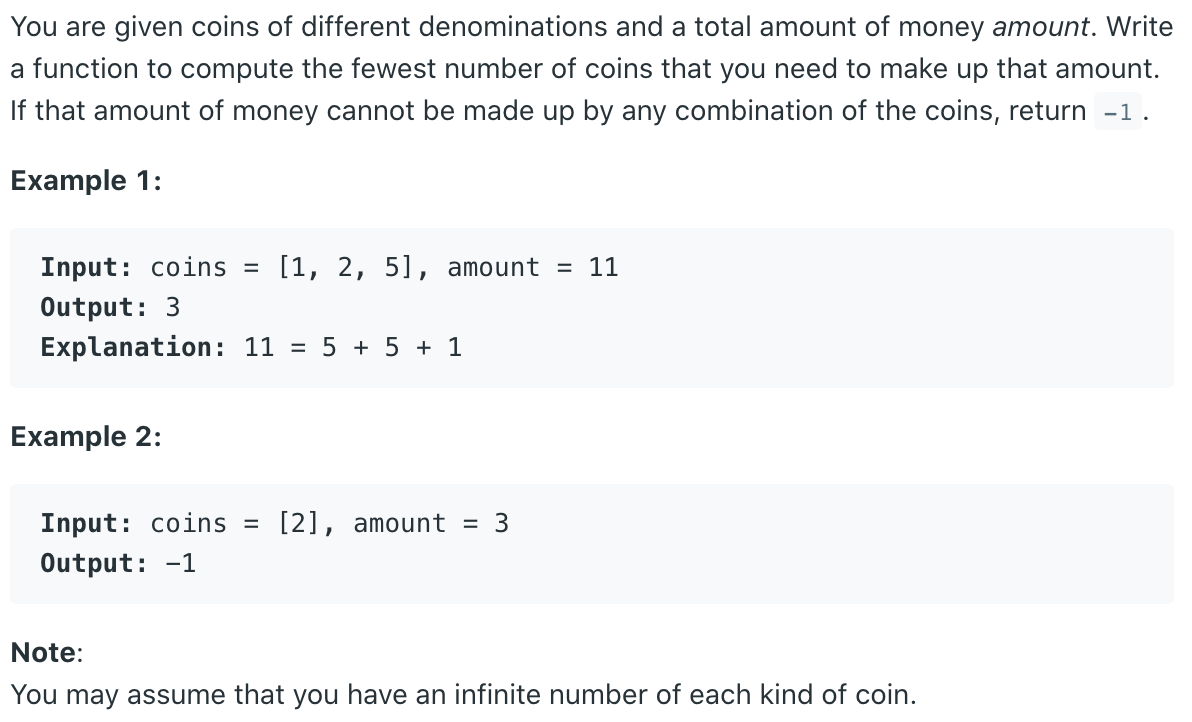 You are given coins of different denominations and a total amount of money amount. Write
a function to compute the fewest number of coins that you need to make up that amount.
If that amount of money cannot be made up by any combination of the coins, return -1.
Example 1:
Input: coins = [1, 2, 5], amount = 11
Output: 3
Explanation: 11 = 5 + 5 + 1
Example 2:
Input: coins = [2], amount = 3
Output: -1
Note:
You may assume that you have an infinite number of each kind of coin.